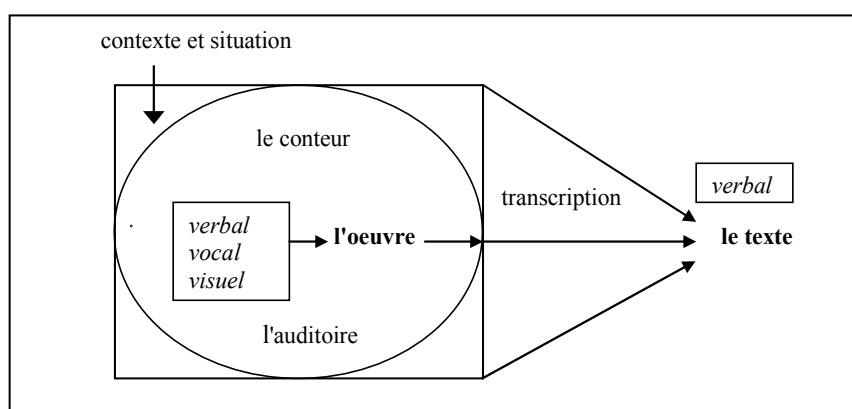 contexte et situation
le conteur
verbal
vocal
visuel
l'oeuvre
l'auditoire
transcription
verbal
le texte